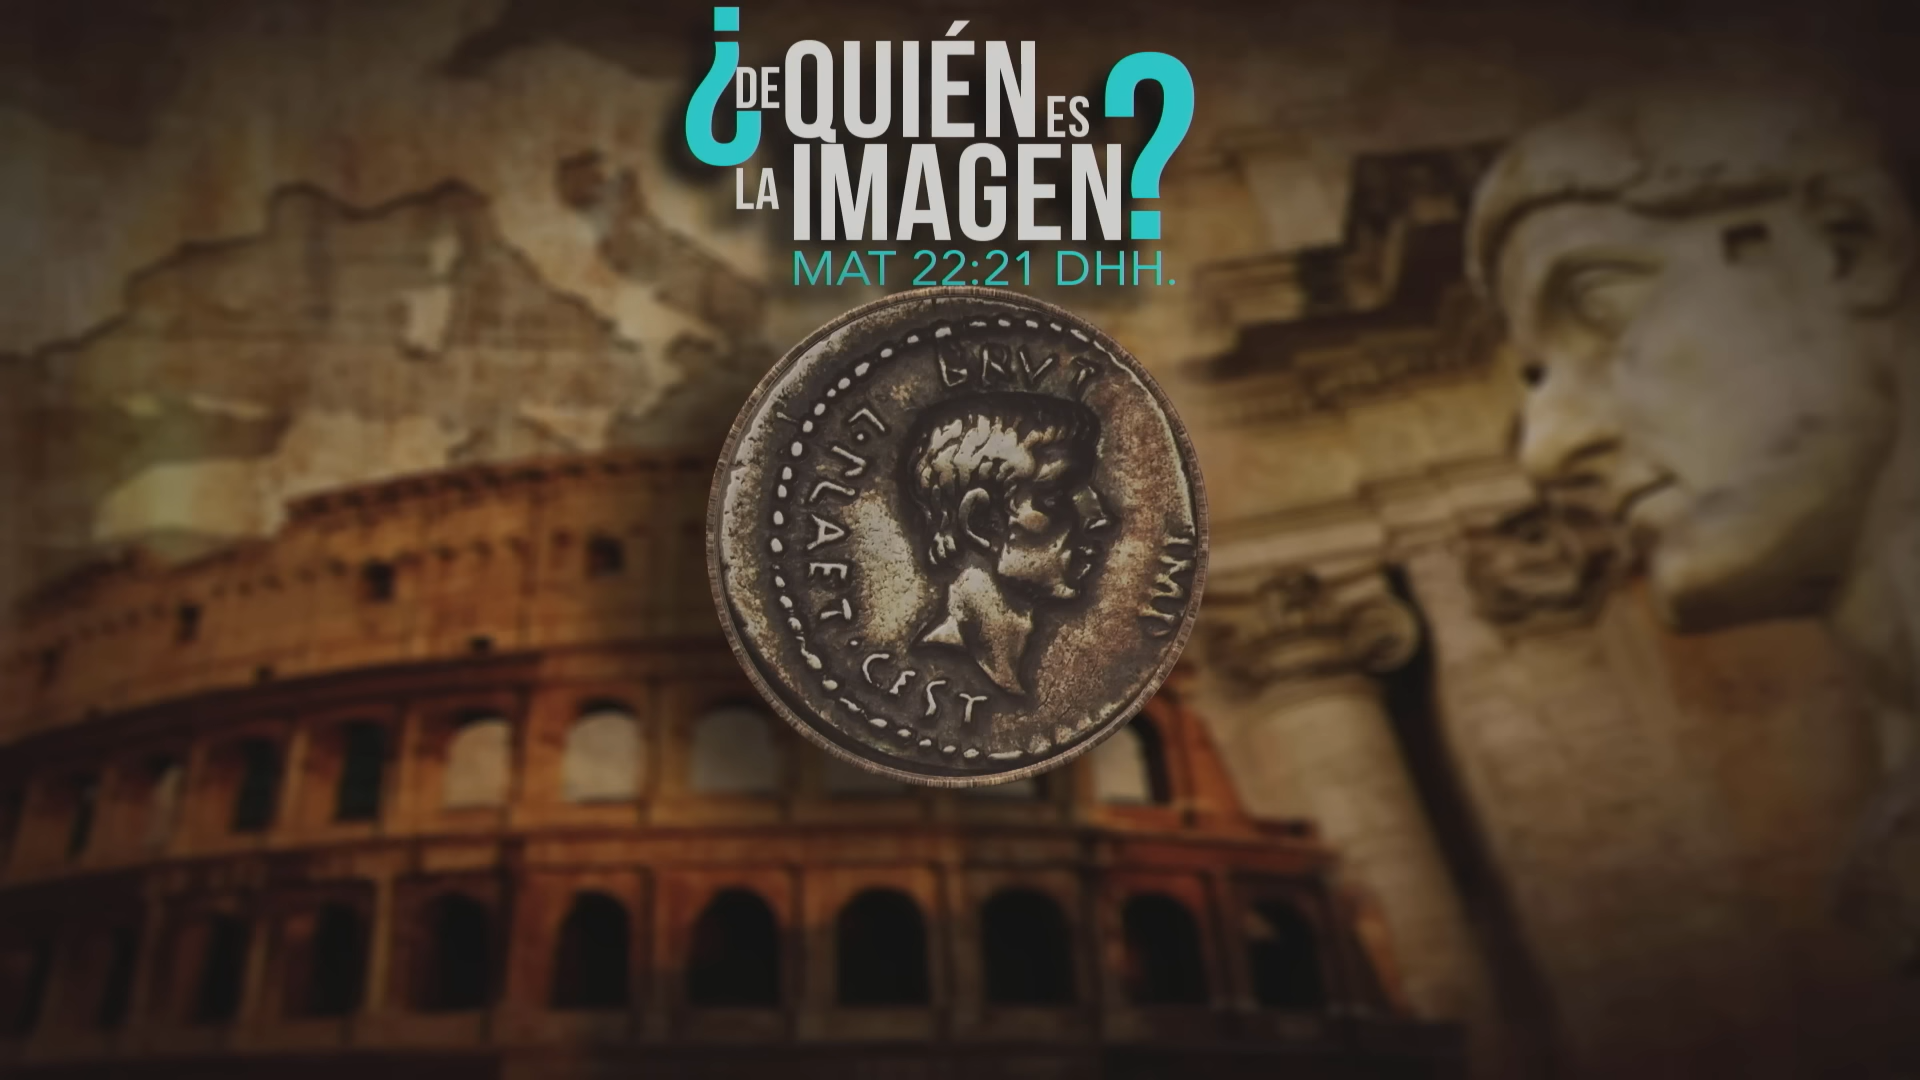 ¿DE QUIÉN ES
LA IMAGEN?
MAT 22:21 DHH.
BRVT
IMP
L·PLAET·CEST